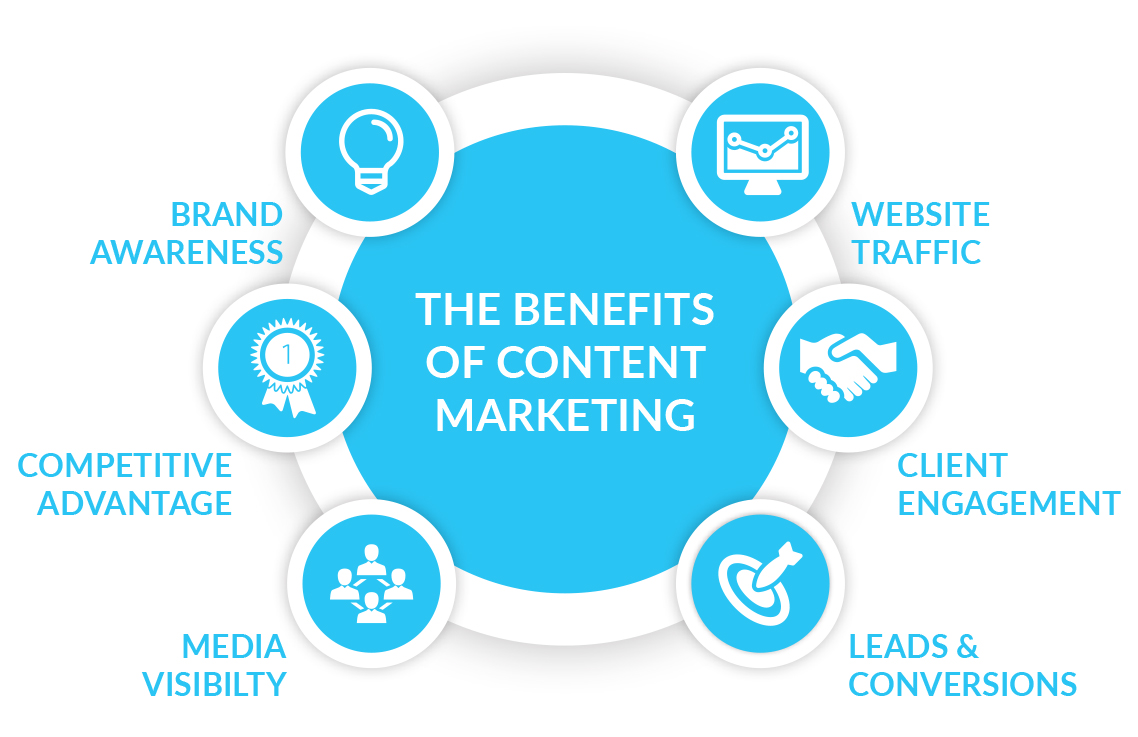 BRAND
AWARENESS
WEBSITE
TRAFFIC
THE BENEFITS
OF CONTENT
MARKETING
1
COMPETITIVE
ADVANTAGE
CLIENT
ENGAGEMENT
MEDIA
VISIBILTY
LEADS &
CONVERSIONS